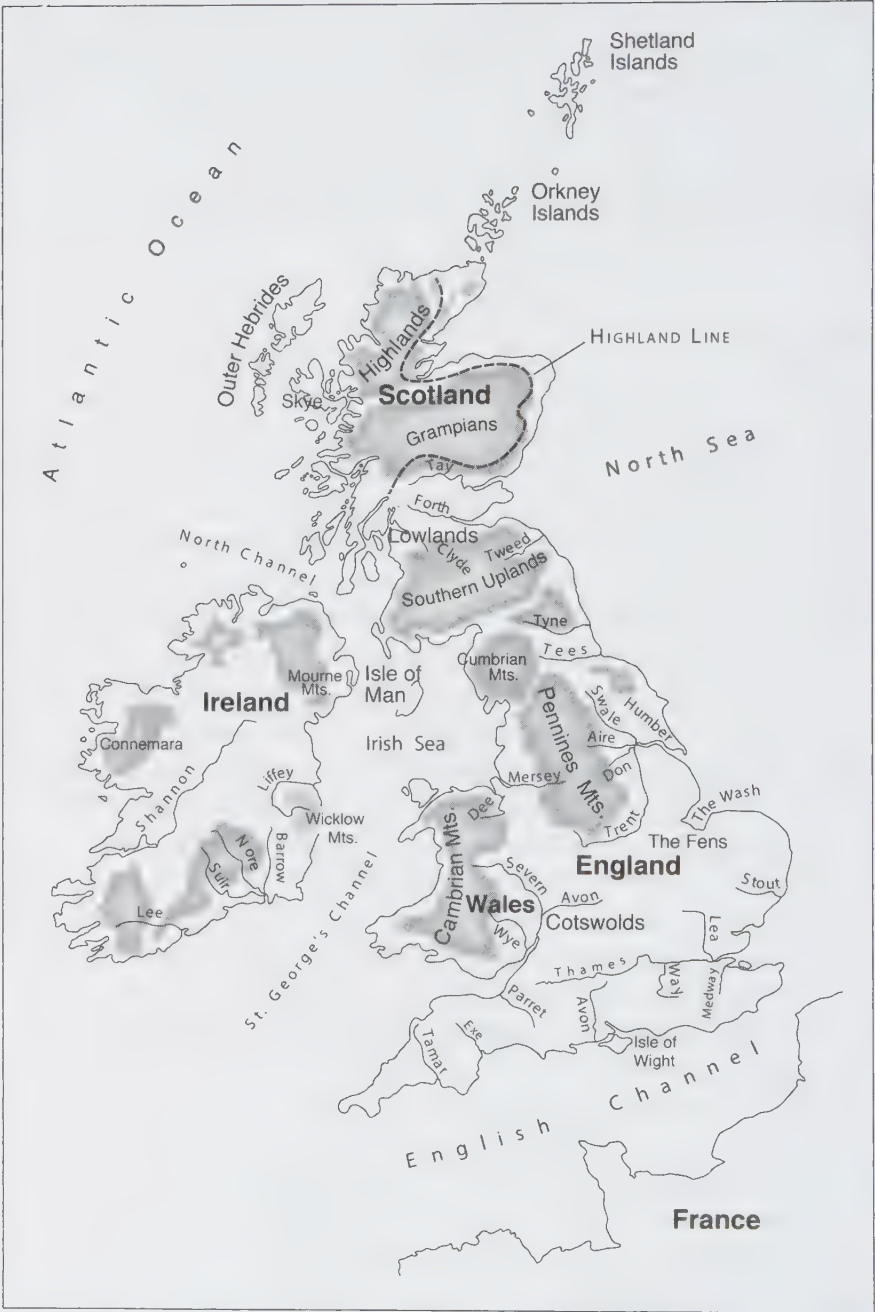 Shetland
Islands
Orkney
Islands
Atlantic Ocean
Outer Hebrides
Highlands
HIGHLAND LINE
Skye
Scotland
Grampians
North Sea
Tay
Forth
Lowlands
Clyde
Tweed
Southern Uplands
North Channel
Tyne
Tees
Cumbrian
Mts.
Mourne
Mts.
Isle of
Man
Ireland
Pennines Mts.
Swale
Humber
Connemara
Irish Sea
Aire
Don
Shannon
Liffey
Mersey
Dee
The Wash
Wicklow
Mts.
Trent
The Fens
Nore
Suir
Barrow
Cambrian Mts.
England
Severn
Stout
Lee
Wales
Avon
Cotswolds
Wye
Lea
St. George's Channel
Thames
Way
Medway
Parret
Avon
Exe
Tamar
Isle of
Wight
English Channel
France